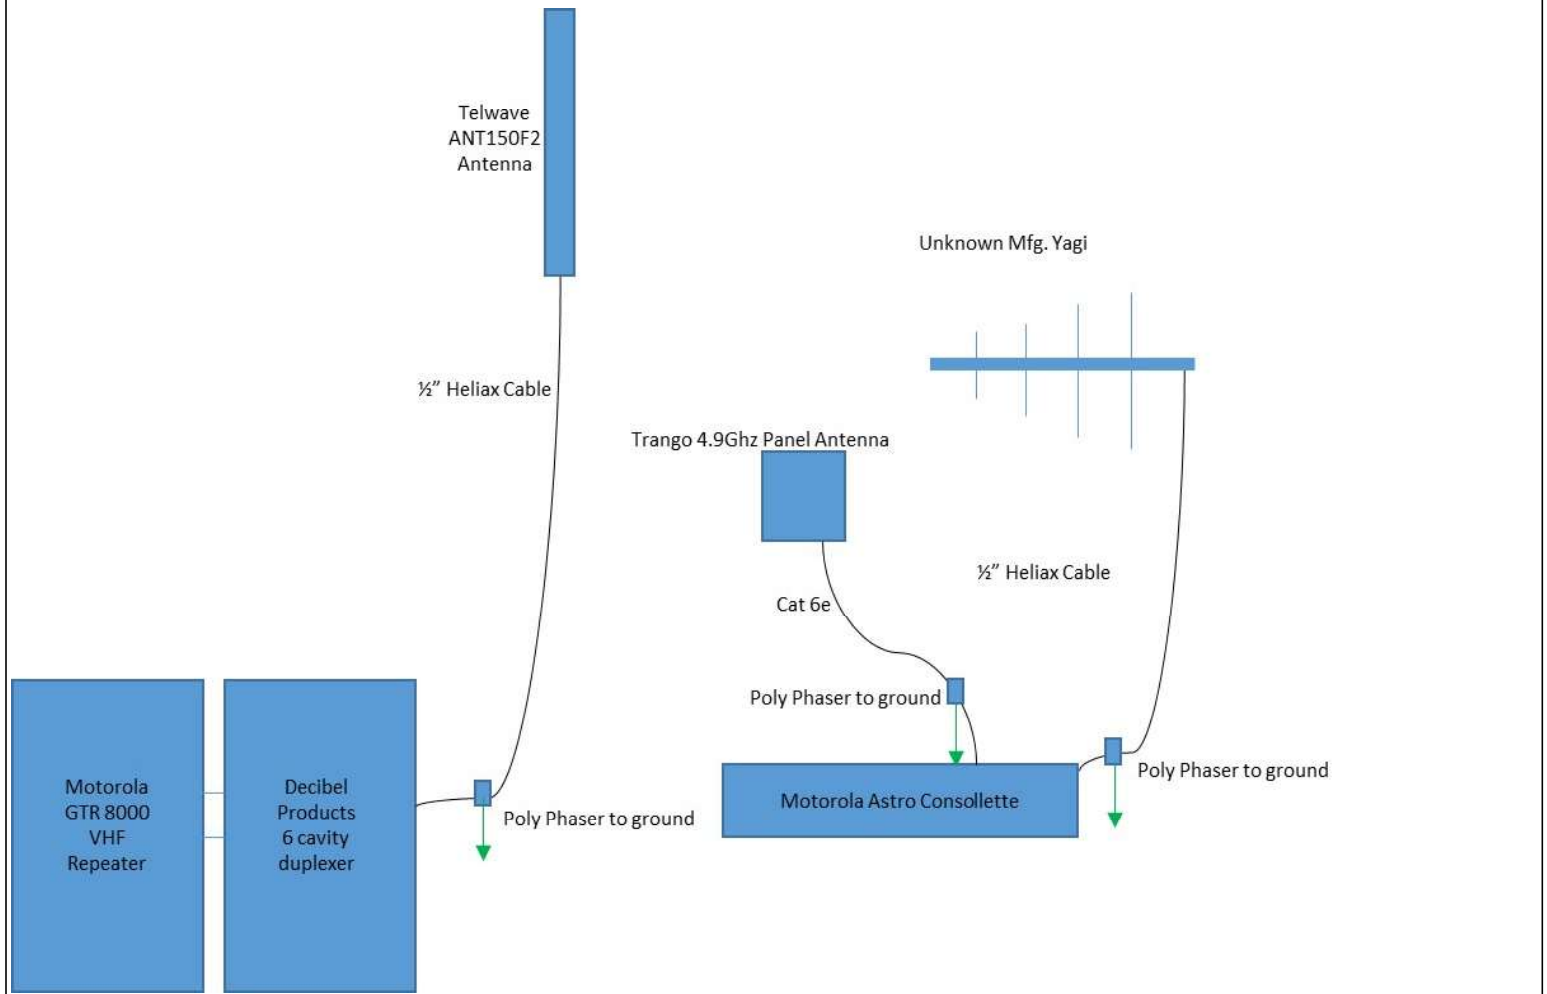 Telwave
ANT150F2
Antenna
Unknown Mfg. Yagi
½” Heliax Cable
Trango 4.9Ghz Panel Antenna
½” Heliax Cable
Cat 6e
Poly Phaser to ground
Poly Phaser to ground
Motorola
GTR 8000
VHF
Repeater
Decibel
Products
6 cavity
duplexer
Poly Phaser to ground
Motorola Astro Consollette